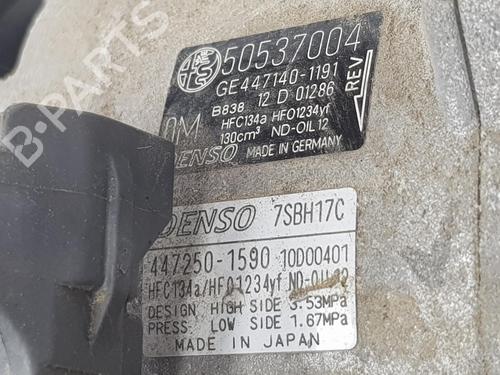 50537004
GE447140-1191
B838 12 D 01286
HFC134a HFO1234yf
130cm³ ND-OIL 12
DENSO MADE IN GERMANY
REV
DENSO 7SBH17C
447250-1590 10D00401
HFC134a/HFO1234yf ND-OIL12
DESIGN HIGH SIDE 3.53MPa
PRESS. LOW SIDE 1.67MPa
MADE IN JAPAN
B-PARTS